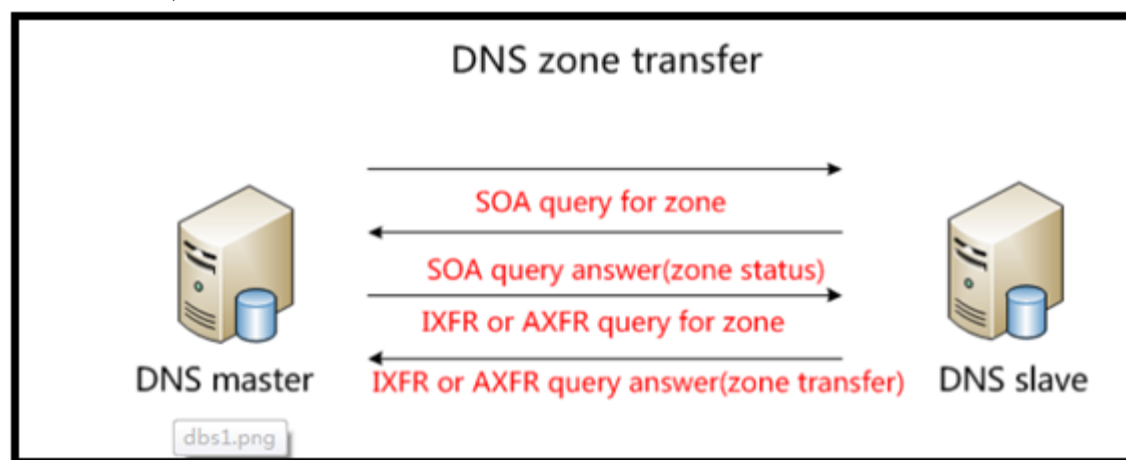 DNS zone transfer
SOA query for zone
SOA query answer(zone status)
IXFR or AXFR query for zone
IXFR or AXFR query answer(zone transfer)
DNS master
DNS slave
dbs1.png